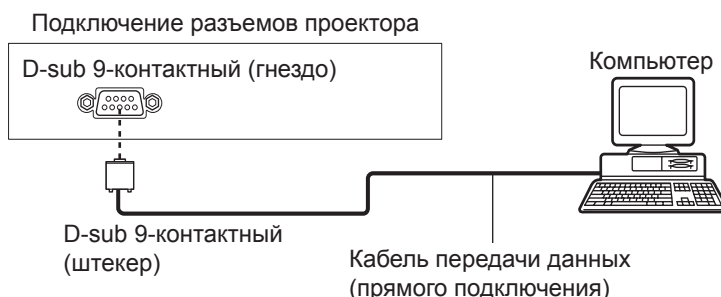 Подключение разъемов проектора
D-sub 9-контактный (гнездо)
Компьютер
D-sub 9-контактный
(штекер)
Кабель передачи данных
(прямого подключения)